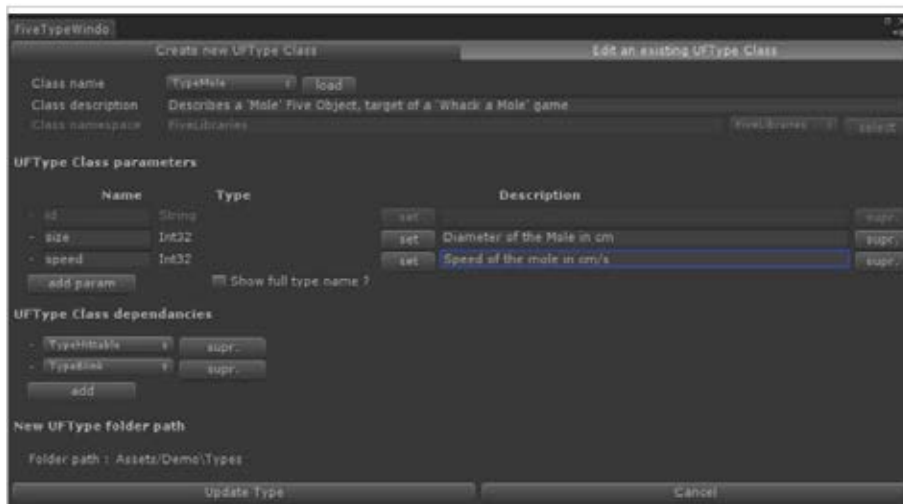 FiveTypeWindo
Create new UFType Class Edit an existing UFType Class
Class name TypeMole load
Class description Describes a 'Mole' Five Object, target of a 'Whack a Mole' game
Class namespace FiveLibraries FiveLibraries select
UFType Class parameters
Name Type Description
- id String set supr.
- size Int32 set Diameter of the Mole in cm supr.
- speed Int32 set Speed of the mole in cm/s supr.
add param Show full type name ?
UFType Class dependancies
- TypeHittable supr.
- TypeBlink supr.
add
New UFType folder path
Folder path : Assets/Demo\Types
Update Type Cancel